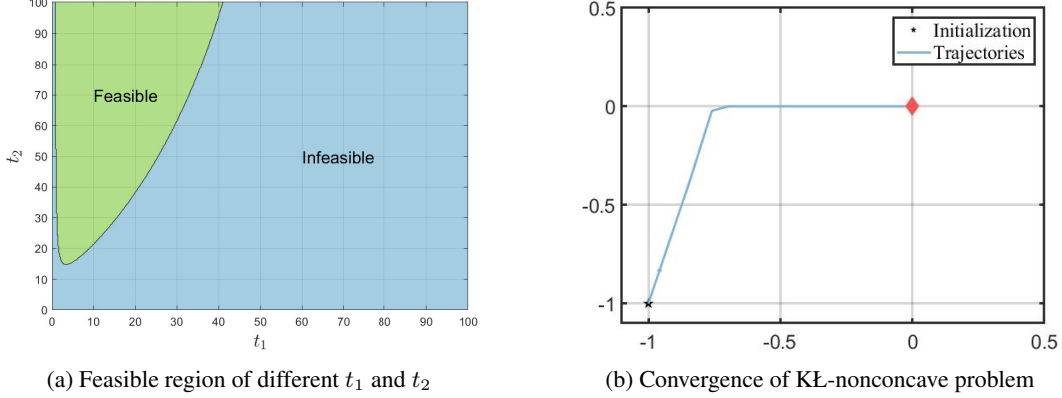 100
90
80
70
60
50
40
30
20
10
0
t₂
Feasible
Infeasible
0 10 20 30 40 50 60 70 80 90 100
t₁
(a) Feasible region of different t₁ and t₂
0.5
0
-0.5
-1
Initialization
Trajectories
-1 -0.5 0 0.5
(b) Convergence of KŁ-nonconcave problem